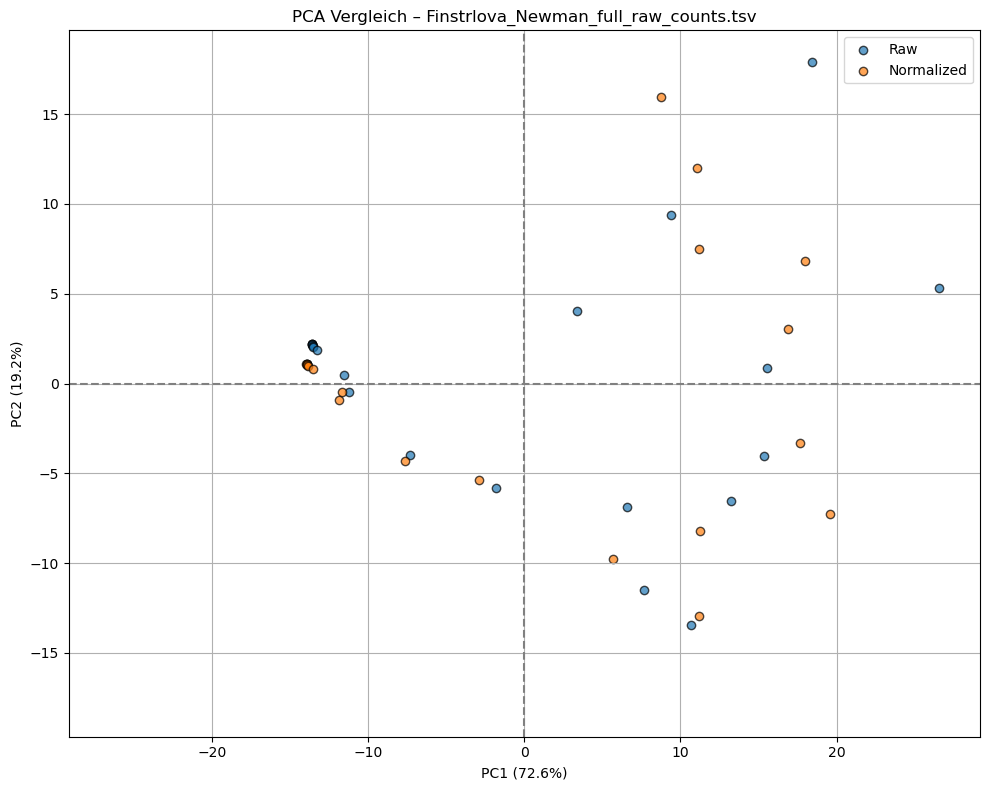 PCA Vergleich – Finstrlova_Newman_full_raw_counts.tsv
Raw
Normalized
15
10
5
0
−5
−10
−15
PC2 (19.2%)
−20
−10
0
10
20
PC1 (72.6%)